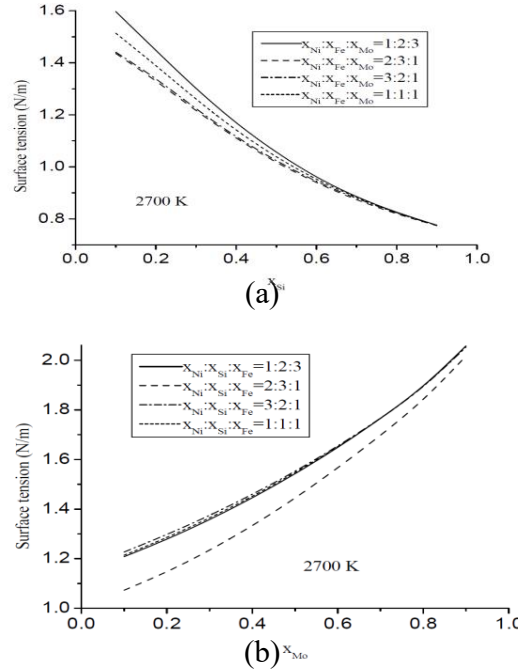 1.6
1.4
1.2
1.0
0.8
Surface tension (N/m)
x_Ni:x_Fe:x_Mo=1:2:3
x_Ni:x_Fe:x_Mo=2:3:1
x_Ni:x_Fe:x_Mo=3:2:1
x_Ni:x_Fe:x_Mo=1:1:1
2700 K
0.0 0.2 0.4 0.6 0.8 1.0
x_Si
(a)
2.0
1.8
1.6
1.4
1.2
1.0
Surface tension (N/m)
x_Ni:x_Si:x_Fe=1:2:3
x_Ni:x_Si:x_Fe=2:3:1
x_Ni:x_Si:x_Fe=3:2:1
x_Ni:x_Si:x_Fe=1:1:1
2700 K
0.0 0.2 0.4 0.6 0.8 1.0
(b) x_Mo